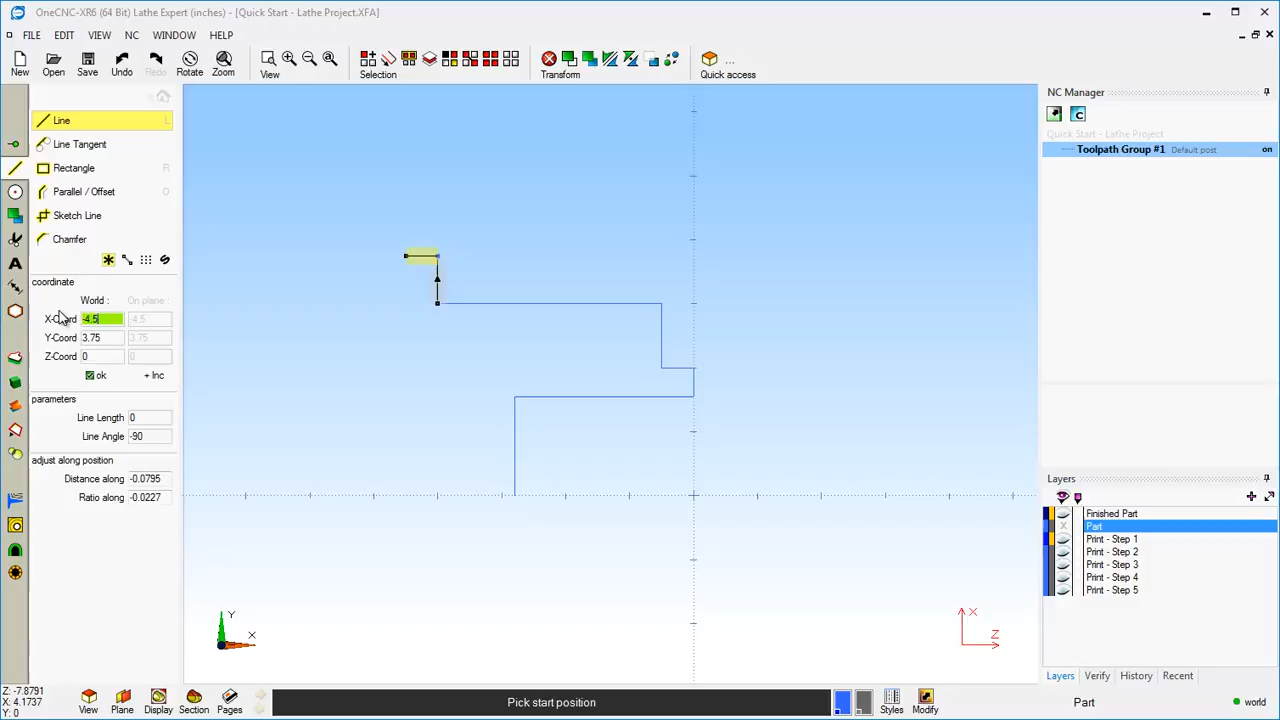 OneCNC-XR6 (64 Bit) Lathe Expert (inches) - [Quick Start - Lathe Project.XFA]
FILE EDIT VIEW NC WINDOW HELP
New Open Save Undo Redo Rotate Zoom View Selection Transform Quick access
...
Line L
Line Tangent
Rectangle R
Parallel / Offset O
Sketch Line
Chamfer
coordinate
World : On plane :
X-Coord -4.5 -4.5
Y-Coord 3.75 3.75
Z-Coord 0 0
ok + Inc
parameters
Line Length 0
Line Angle -90
adjust along position
Distance along -0.0795
Ratio along -0.0227
Y
X
X
Z
NC Manager
Quick Start - Lathe Project
Toolpath Group #1 Default post on
Layers
Finished Part
Part
Print - Step 1
Print - Step 2
Print - Step 3
Print - Step 4
Print - Step 5
Layers Verify History Recent
Z: -7.8791
X: 4.1737
Y: 0
View Plane Display Section Pages
Pick start position
Styles Modify
Part
world